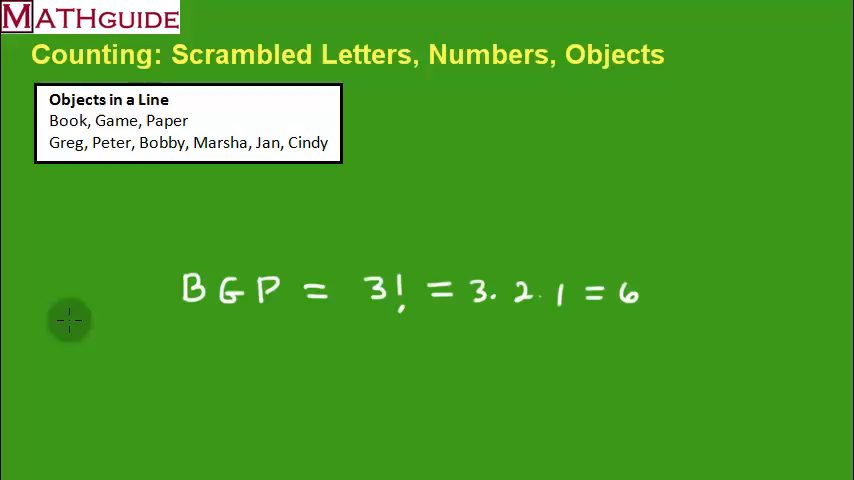 MATHGUIDE
Counting: Scrambled Letters, Numbers, Objects
Objects in a Line
Book, Game, Paper
Greg, Peter, Bobby, Marsha, Jan, Cindy
B G P = 3! = 3. 2. 1 = 6